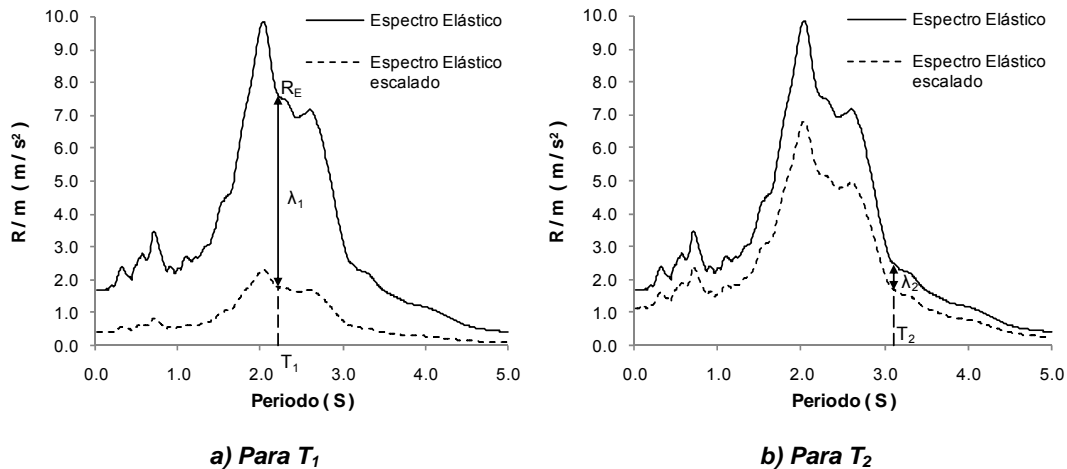 10.0
9.0
8.0
7.0
6.0
5.0
4.0
3.0
2.0
1.0
0.0
R / m ( m / s²)
Espectro Elástico
Espectro Elástico
escalado
R_E
λ₁
T₁
0.0 1.0 2.0 3.0 4.0 5.0
Periodo ( S )
a) Para T₁
10.0
9.0
8.0
7.0
6.0
5.0
4.0
3.0
2.0
1.0
0.0
R / m ( m / s²)
Espectro Elástico
Espectro Elástico
escalado
λ₂
T₂
0.0 1.0 2.0 3.0 4.0 5.0
Periodo ( S )
b) Para T₂